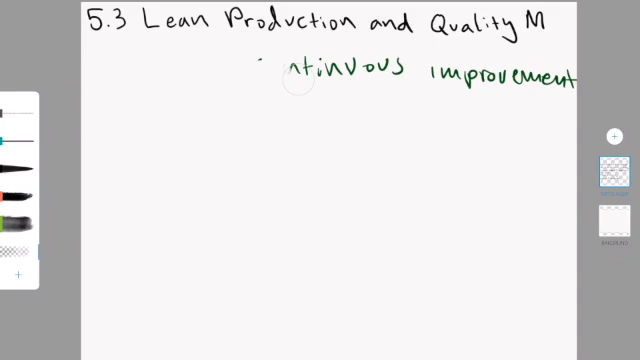 5.3 Lean Production and Quality M
ntinuous improvement